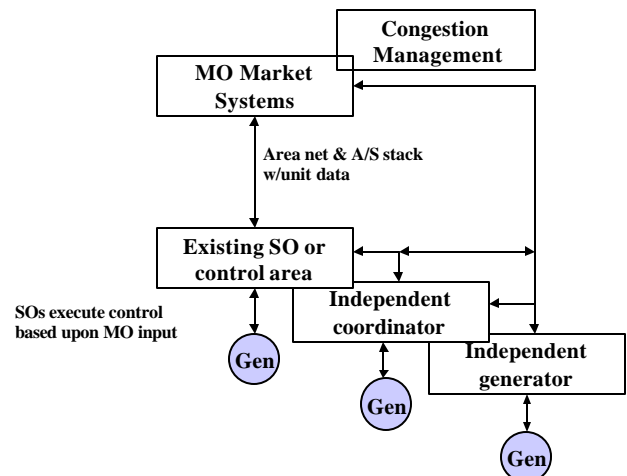 Congestion
Management
MO Market
Systems
Area net & A/S stack
w/unit data
Existing SO or
control area
SOs execute control
based upon MO input
Independent
coordinator
Independent
generator
Gen
Gen
Gen